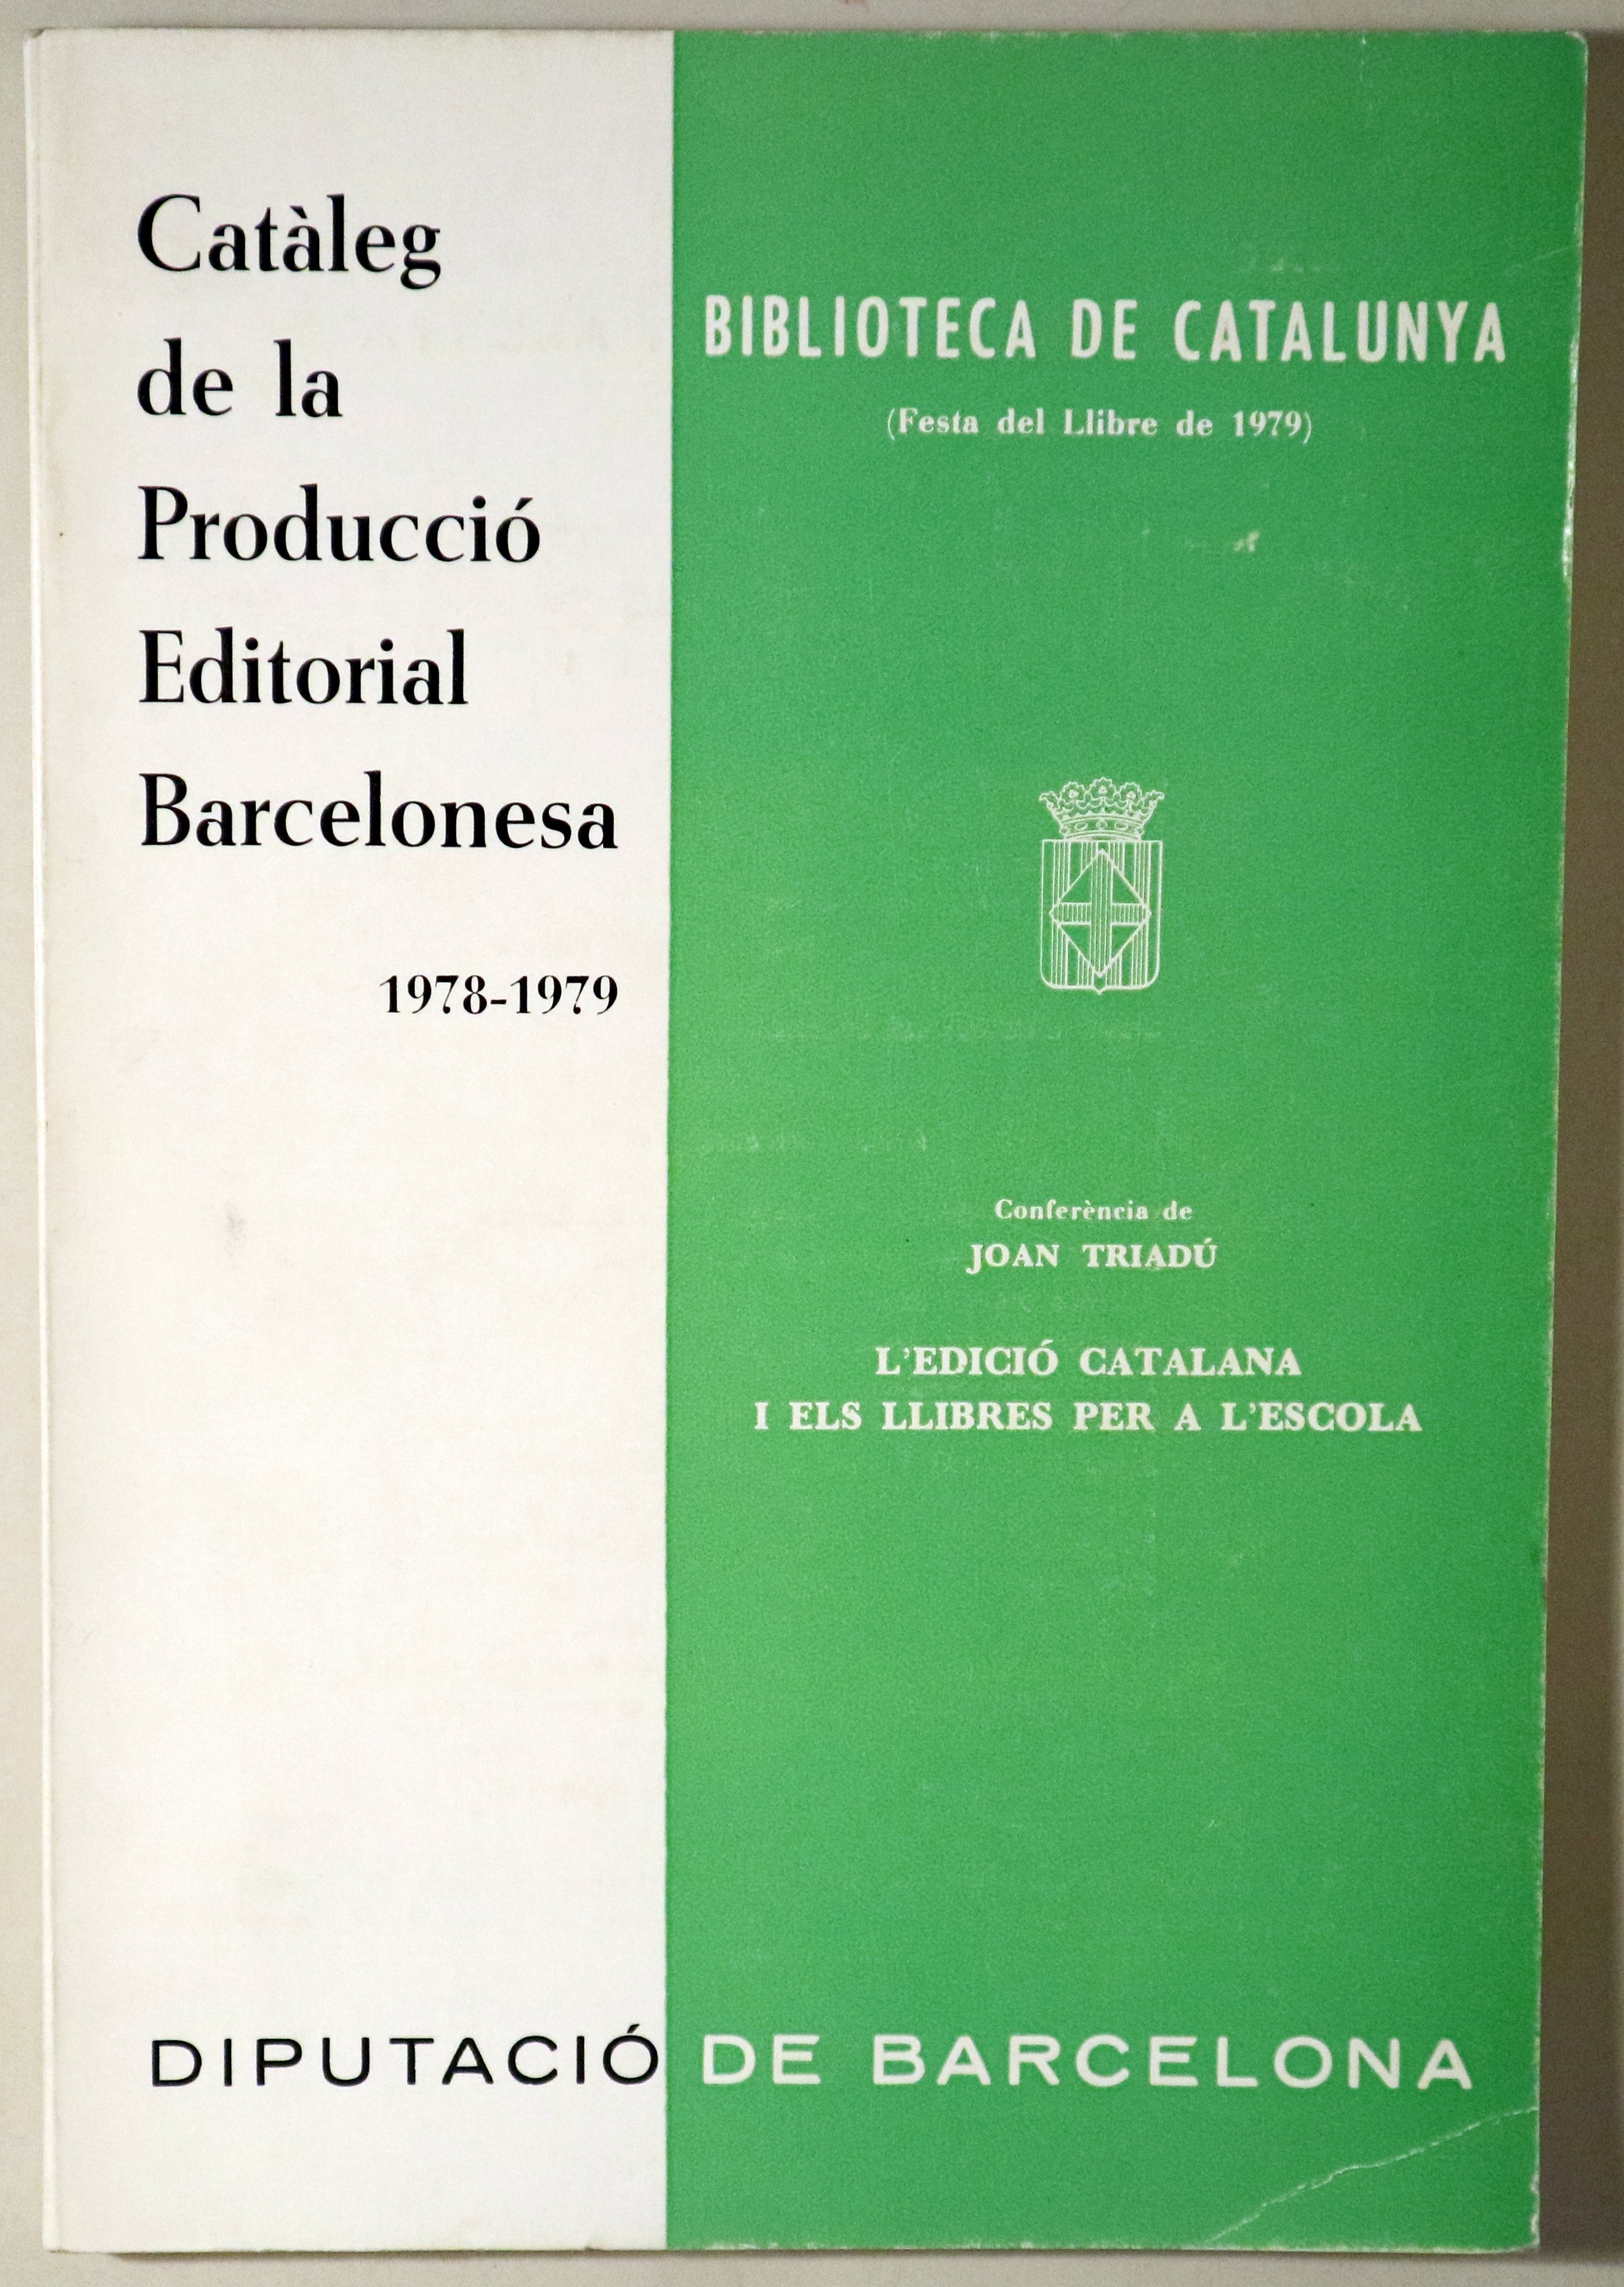 Catàleg
de la
Producció
Editorial
Barcelonesa
1978-1979
BIBLIOTECA DE CATALUNYA
(Festa del Llibre de 1979)
Conferència de
JOAN TRIADÚ
L'EDICIÓ CATALANA
I ELS LLIBRES PER A L'ESCOLA
DIPUTACIÓ DE BARCELONA